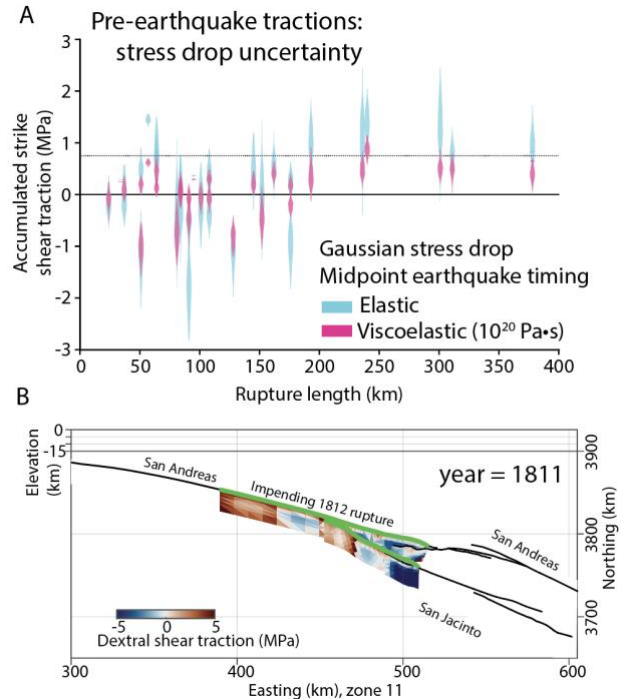 A
Pre-earthquake tractions:
stress drop uncertainty
Accumulated strike
shear traction (MPa)
3
2
1
0
-1
-2
-3
Gaussian stress drop
Midpoint earthquake timing
Elastic
Viscoelastic (10²⁰ Pa•s)
0 50 100 150 200 250 300 350 400
Rupture length (km)
B
Elevation
(km)
0
-15
San Andreas
Impending 1812 rupture
year = 1811
San Andreas
San Jacinto
3900
3800
3700
Northing (km)
-5 0 5
Dextral shear traction (MPa)
300 400 500 600
Easting (km), zone 11